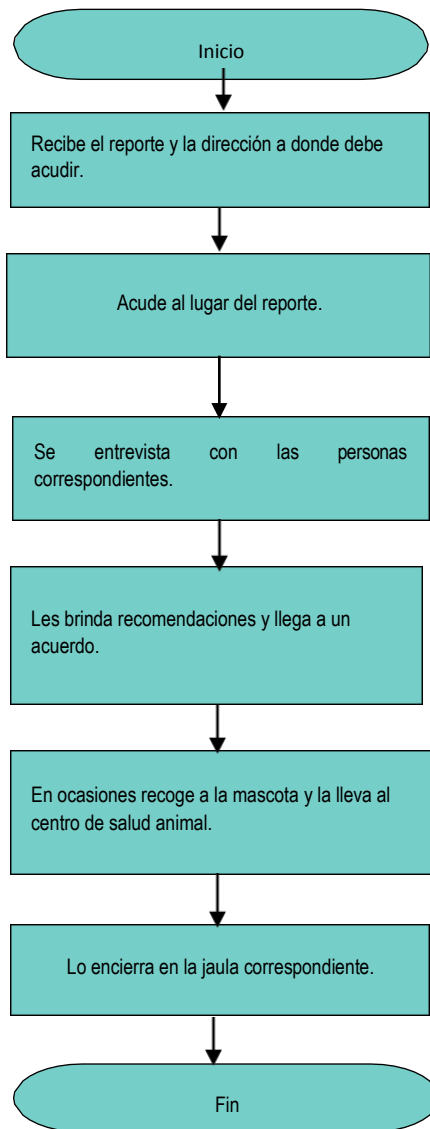 Inicio
Recibe el reporte y la dirección a donde debe
acudir.
Acude al lugar del reporte.
Se entrevista con las personas
correspondientes.
Les brinda recomendaciones y llega a un
acuerdo.
En ocasiones recoge a la mascota y la lleva al
centro de salud animal.
Lo encierra en la jaula correspondiente.
Fin